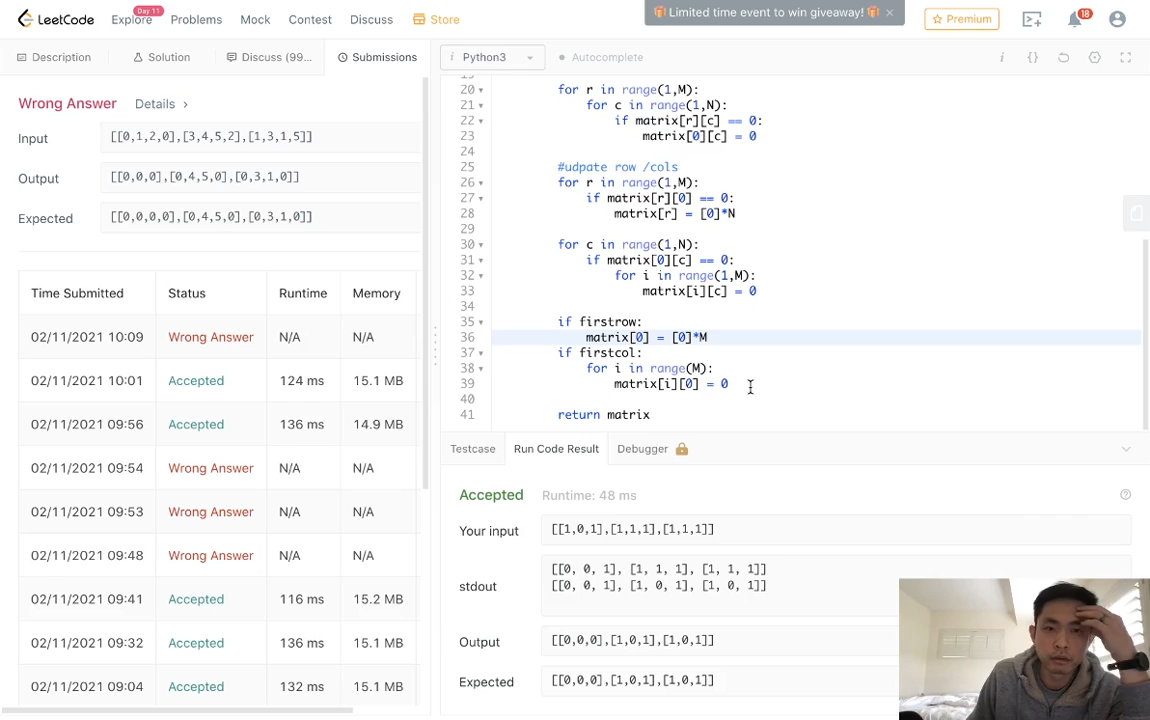 LeetCode
Day 11
Explore
Problems
Mock
Contest
Discuss
Store
Limited time event to win giveaway!
×
Premium
18
Description
Solution
Discuss (99...
Submissions
i
Python3
Autocomplete
i
{}
Wrong Answer
Details ›
Input
[[0,1,2,0],[3,4,5,2],[1,3,1,5]]
Output
[[0,0,0],[0,4,5,0],[0,3,1,0]]
Expected
[[0,0,0,0],[0,4,5,0],[0,3,1,0]]
Time Submitted Status Runtime Memory
02/11/2021 10:09 Wrong Answer N/A N/A
02/11/2021 10:01 Accepted 124 ms 15.1 MB
02/11/2021 09:56 Accepted 136 ms 14.9 MB
02/11/2021 09:54 Wrong Answer N/A N/A
02/11/2021 09:53 Wrong Answer N/A N/A
02/11/2021 09:48 Wrong Answer N/A N/A
02/11/2021 09:41 Accepted 116 ms 15.2 MB
02/11/2021 09:32 Accepted 136 ms 15.1 MB
02/11/2021 09:04 Accepted 132 ms 15.1 MB
20 for r in range(1,M):
21 for c in range(1,N):
22 if matrix[r][c] == 0:
23 matrix[0][c] = 0
24
25 #udpate row /cols
26 for r in range(1,M):
27 if matrix[r][0] == 0:
28 matrix[r] = [0]*N
29
30 for c in range(1,N):
31 if matrix[0][c] == 0:
32 for i in range(1,M):
33 matrix[i][c] = 0
34
35 if firstrow:
36 matrix[0] = [0]*M
37 if firstcol:
38 for i in range(M):
39 matrix[i][0] = 0
40
41 return matrix
Testcase
Run Code Result
Debugger
Accepted
Runtime: 48 ms
Your input
[[1,0,1],[1,1,1],[1,1,1]]
stdout
[[0, 0, 1], [1, 1, 1], [1, 1, 1]]
[[0, 0, 1], [1, 0, 1], [1, 0, 1]]
Output
[[0,0,0],[1,0,1],[1,0,1]]
Expected
[[0,0,0],[1,0,1],[1,0,1]]